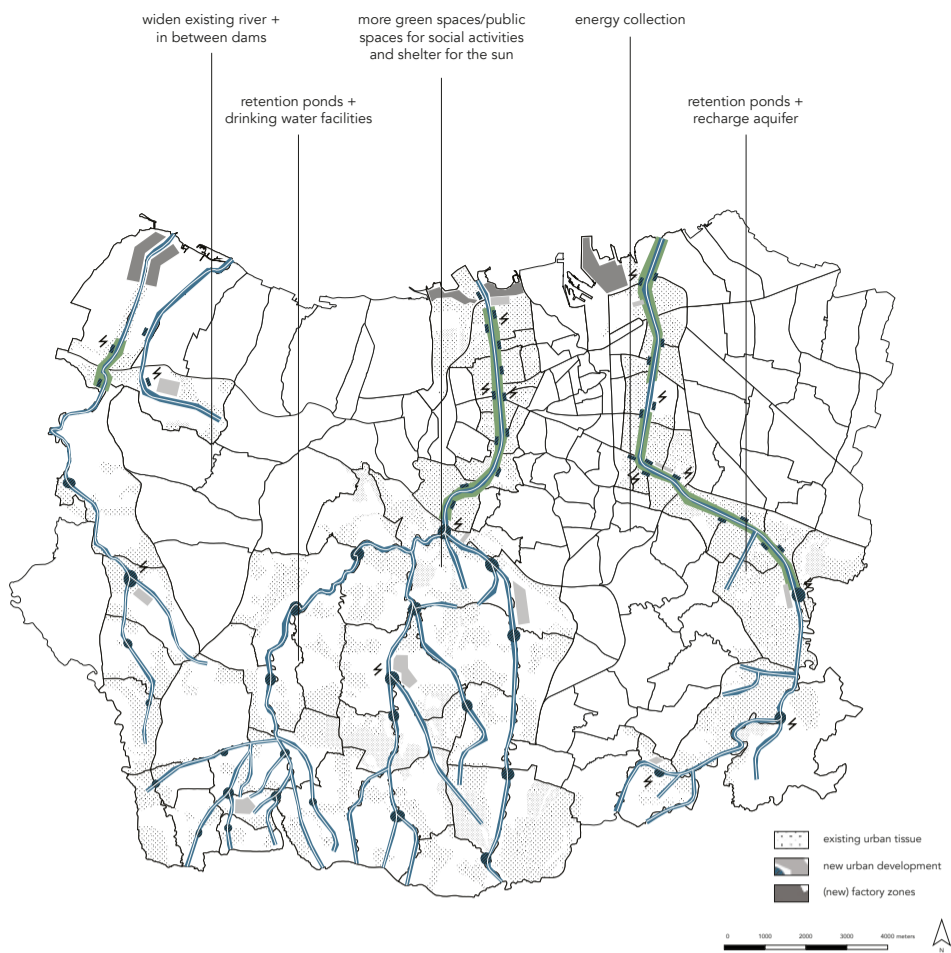 widen existing river +
in between dams
more green spaces/public
spaces for social activities
and shelter for the sun
energy collection
retention ponds +
drinking water facilities
retention ponds +
recharge aquifer
existing urban tissue
new urban development
(new) factory zones
0 1000 2000 3000 4000 meters
N